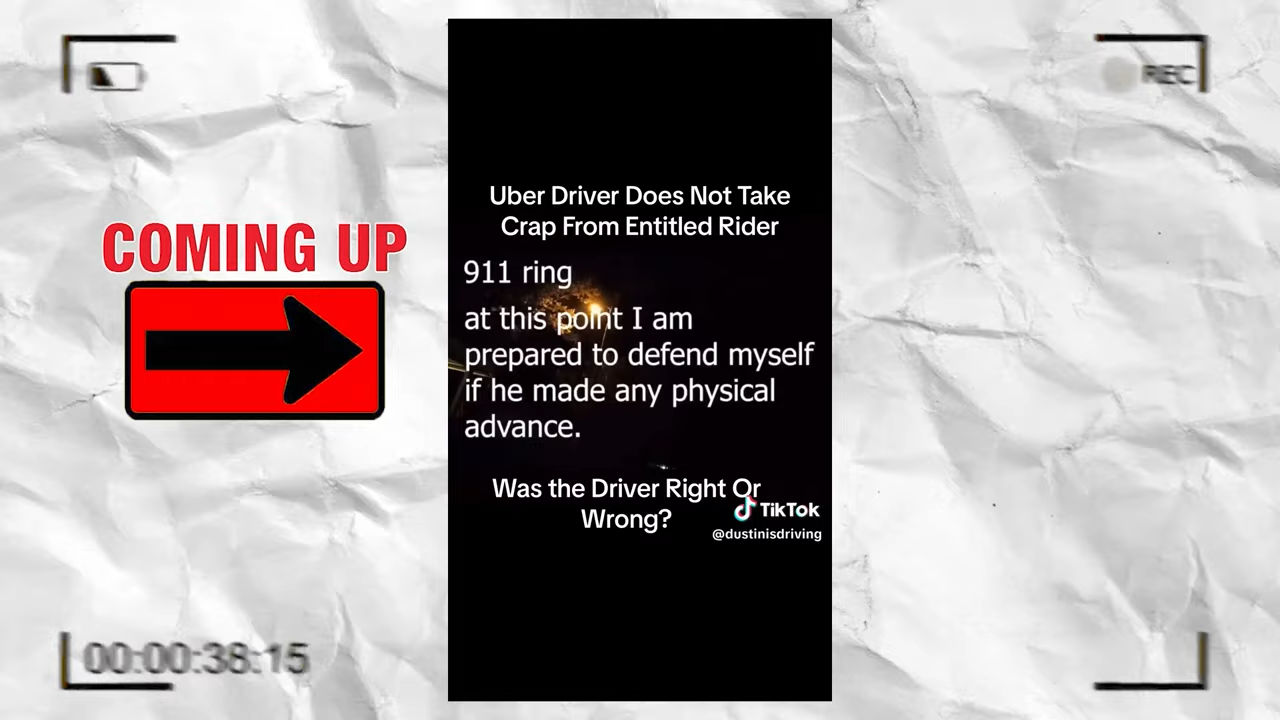 REC
COMING UP
Uber Driver Does Not Take
Crap From Entitled Rider
911 ring
at this point I am
prepared to defend myself
if he made any physical
advance.
Was the Driver Right Or
Wrong?
TikTok
@dustinisdriving
00:00:38:15